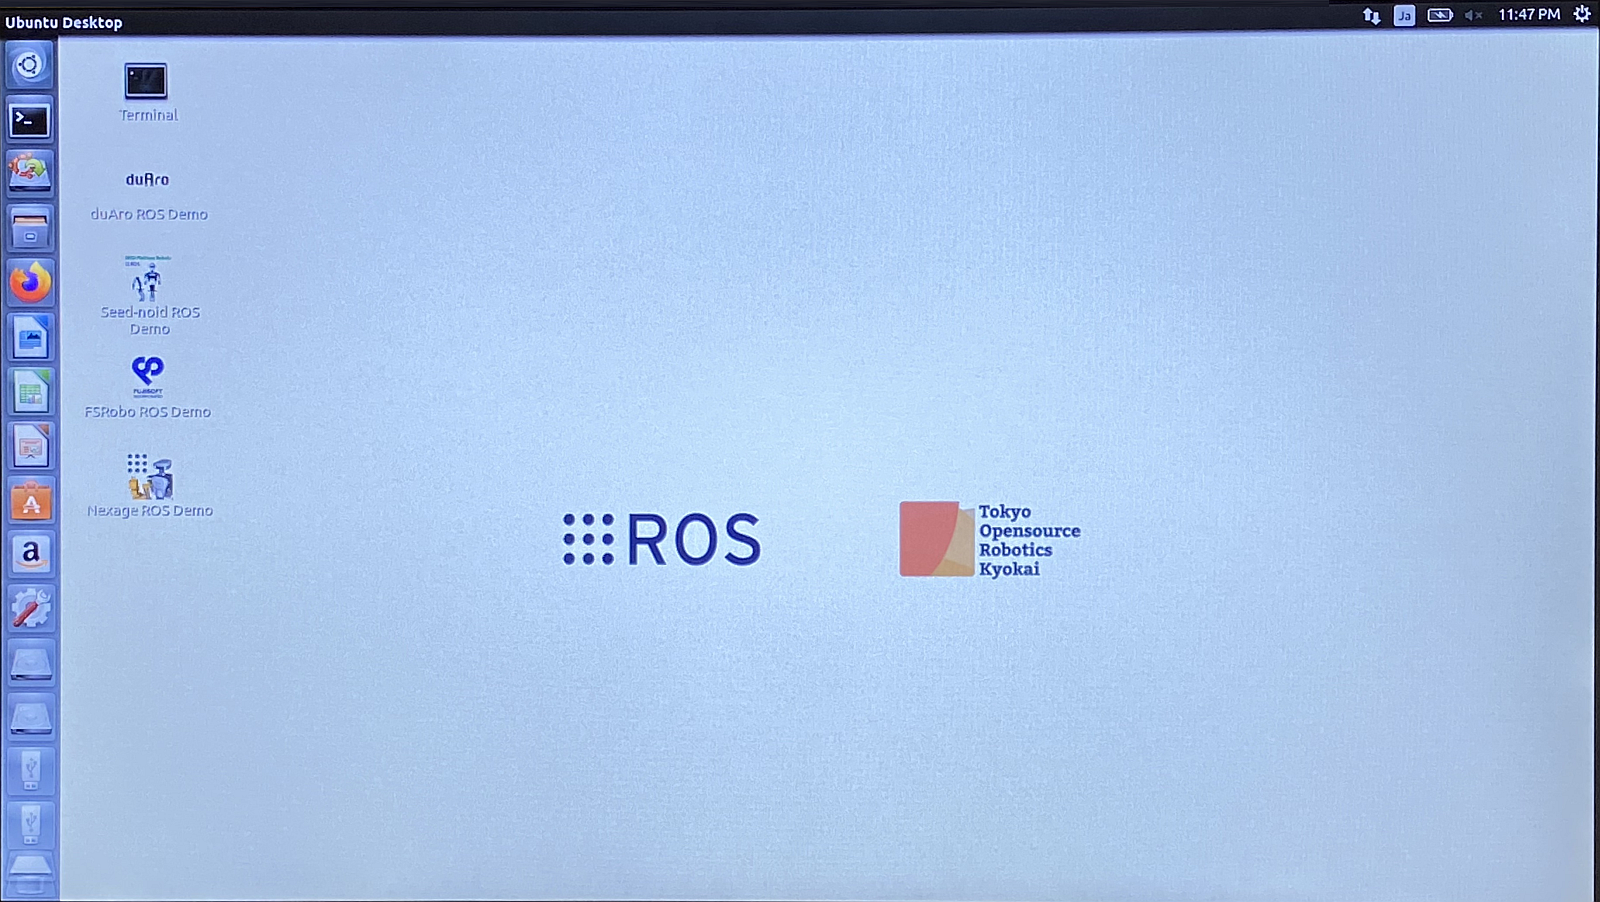 Ubuntu Desktop
Ja
11:47 PM
Terminal
duAro
duAro ROS Demo
Seed-noid ROS
Demo
FUJISOFT
FSRobo ROS Demo
Nexage ROS Demo
ROS
Tokyo
Opensource
Robotics
Kyokai